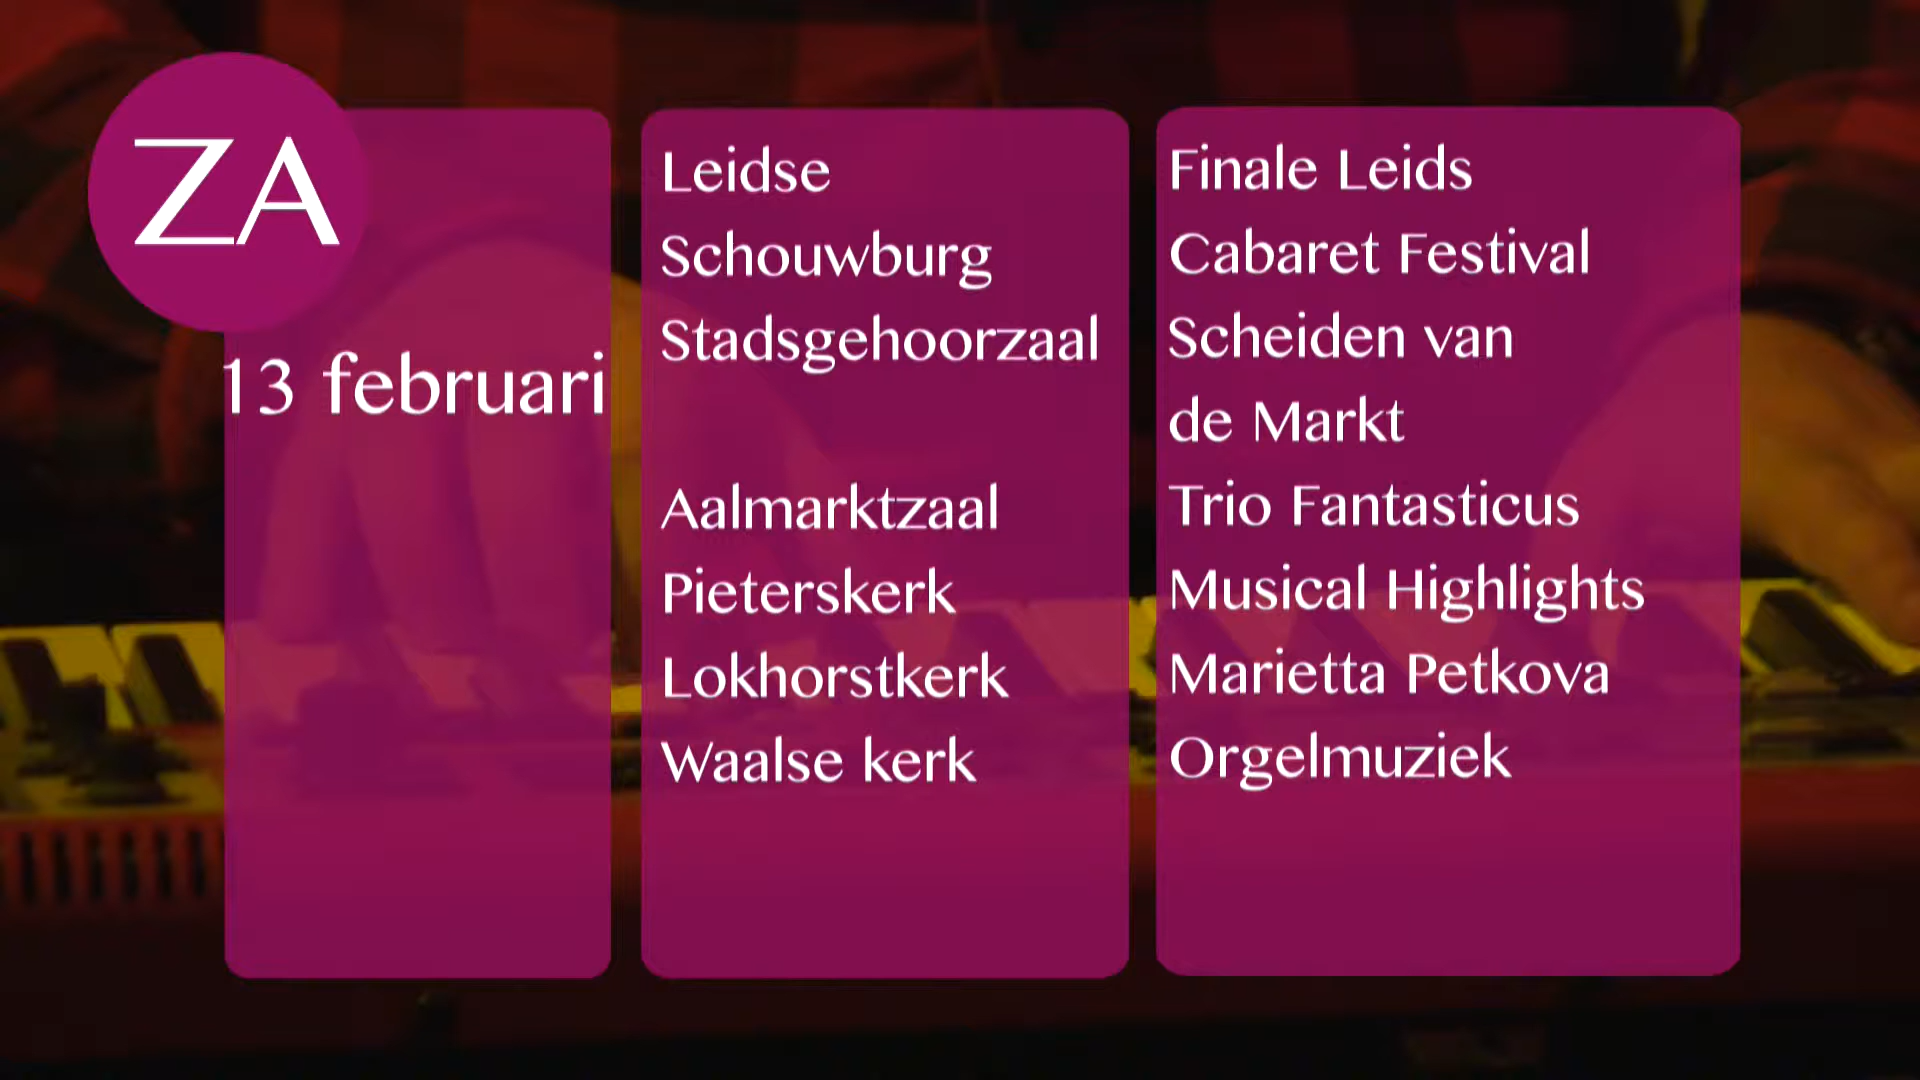 ZA
13 februari
Leidse
Schouwburg
Stadsgehoorzaal
Aalmarktzaal
Pieterskerk
Lokhorstkerk
Waalse kerk
Finale Leids
Cabaret Festival
Scheiden van
de Markt
Trio Fantasticus
Musical Highlights
Marietta Petkova
Orgelmuziek